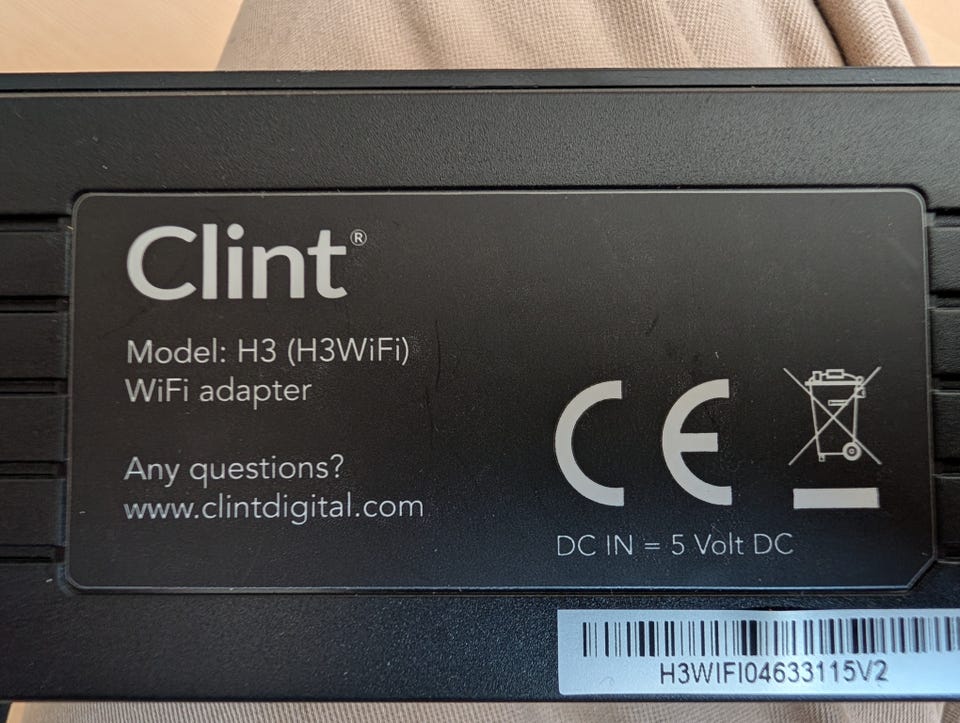 Clint®
Model: H3 (H3WiFi)
WiFi adapter
Any questions?
www.clintdigital.com
CE
DC IN = 5 Volt DC
H3WIFI04633115V2